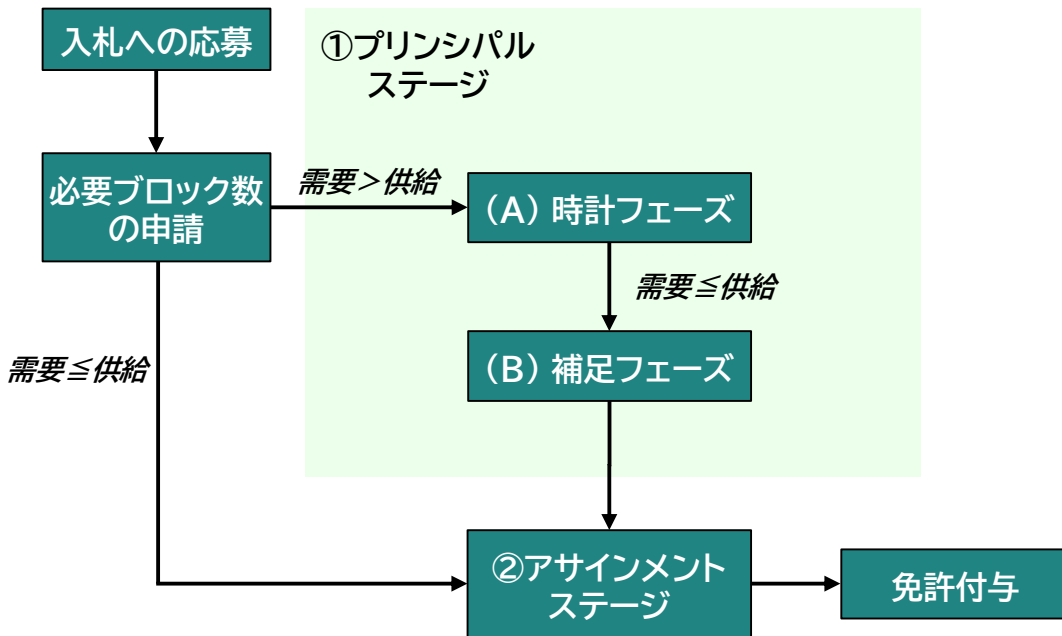 入札への応募
①プリンシパル
ステージ
必要ブロック数
の申請
需要＞供給
（A）時計フェーズ
需要≦供給
需要≦供給
（B）補足フェーズ
②アサインメント
ステージ
免許付与